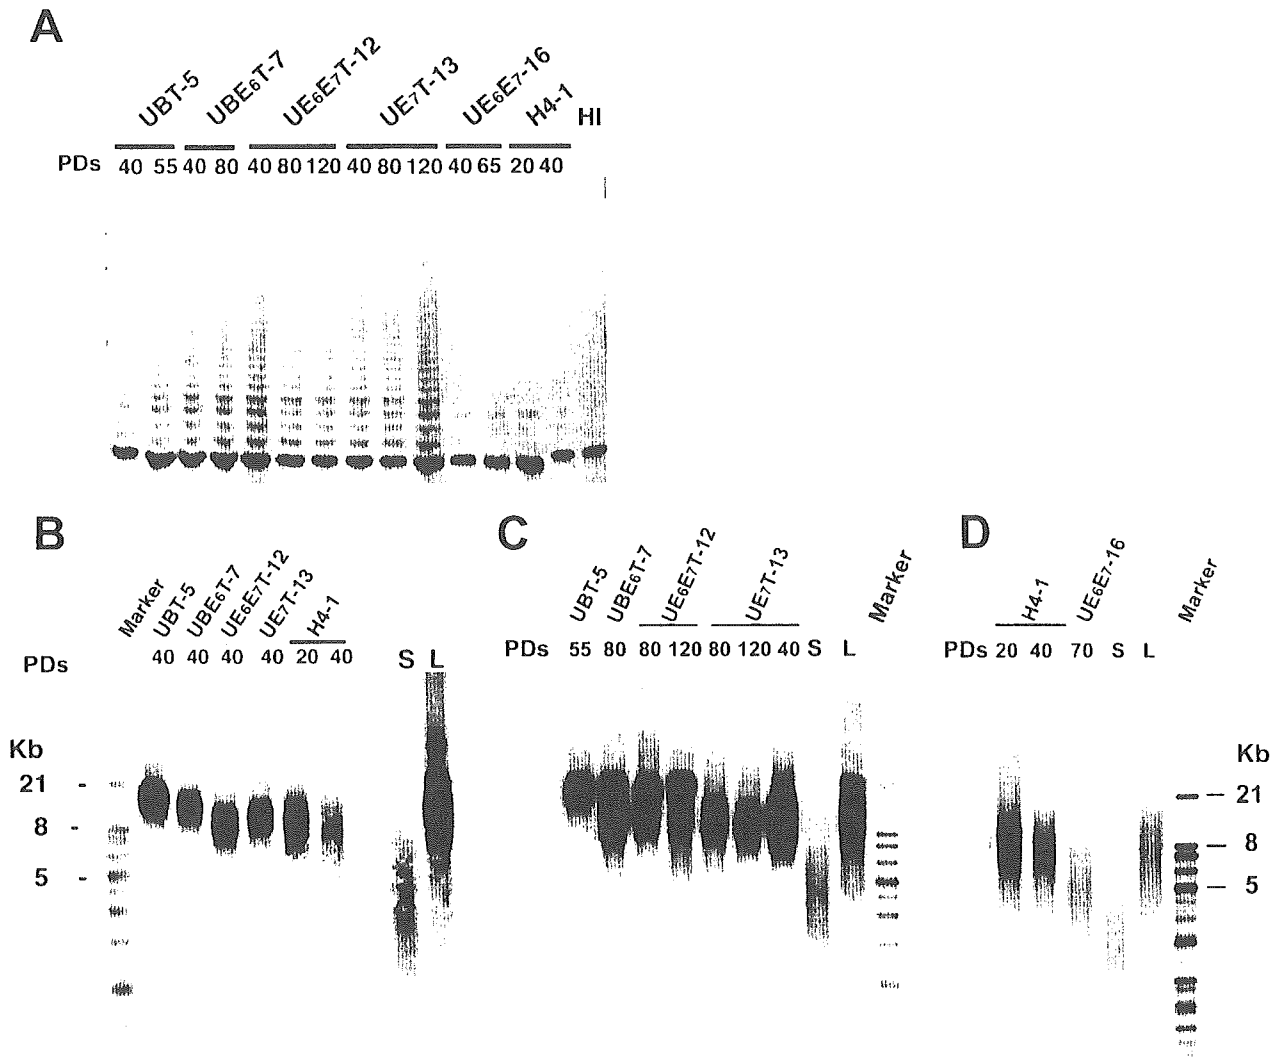 A
UBT-5 UBE6T-7 UE6E7T-12 UE7T-13 UE6E7-16 H4-1 HI
PDs 40 55 40 80 40 80 120 40 80 120 40 65 20 40
B
Marker UBT-5 UBE6T-7 UE6E7T-12 UE7T-13 H4-1
PDs 40 40 40 40 20 40 S L
Kb
21 -
8 -
5 -
C
UBT-5 UBE6T-7 UE6E7T-12 UE7T-13 Marker
PDs 55 80 80 120 80 120 40 S L
D
H4-1 UE6E7-16 Marker
PDs 20 40 70 S L
Kb
— 21
— 8
— 5